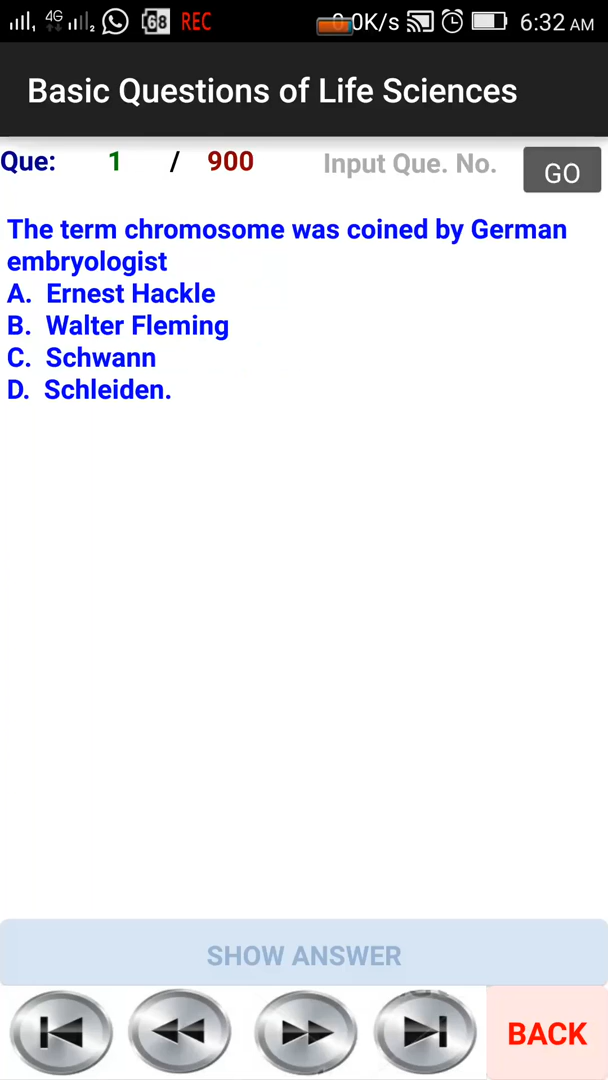 4G 2 68 REC 0K/s 6:32 AM
Basic Questions of Life Sciences
Que: 1 / 900 Input Que. No. GO
The term chromosome was coined by German
embryologist
A. Ernest Hackle
B. Walter Fleming
C. Schwann
D. Schleiden.
SHOW ANSWER
BACK